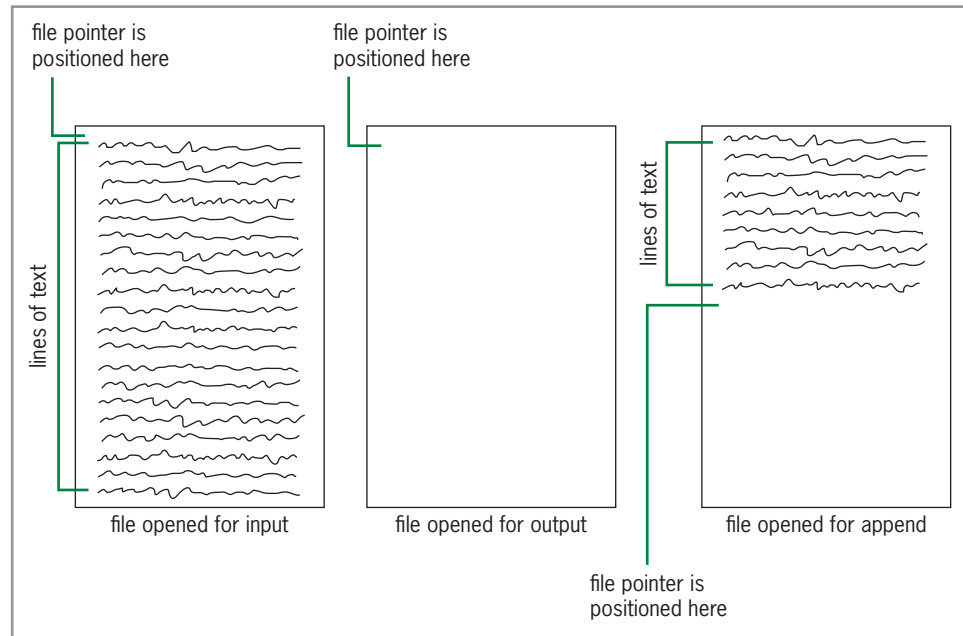 file pointer is
positioned here
file pointer is
positioned here
lines of text
file opened for input
file opened for output
lines of text
file opened for append
file pointer is
positioned here